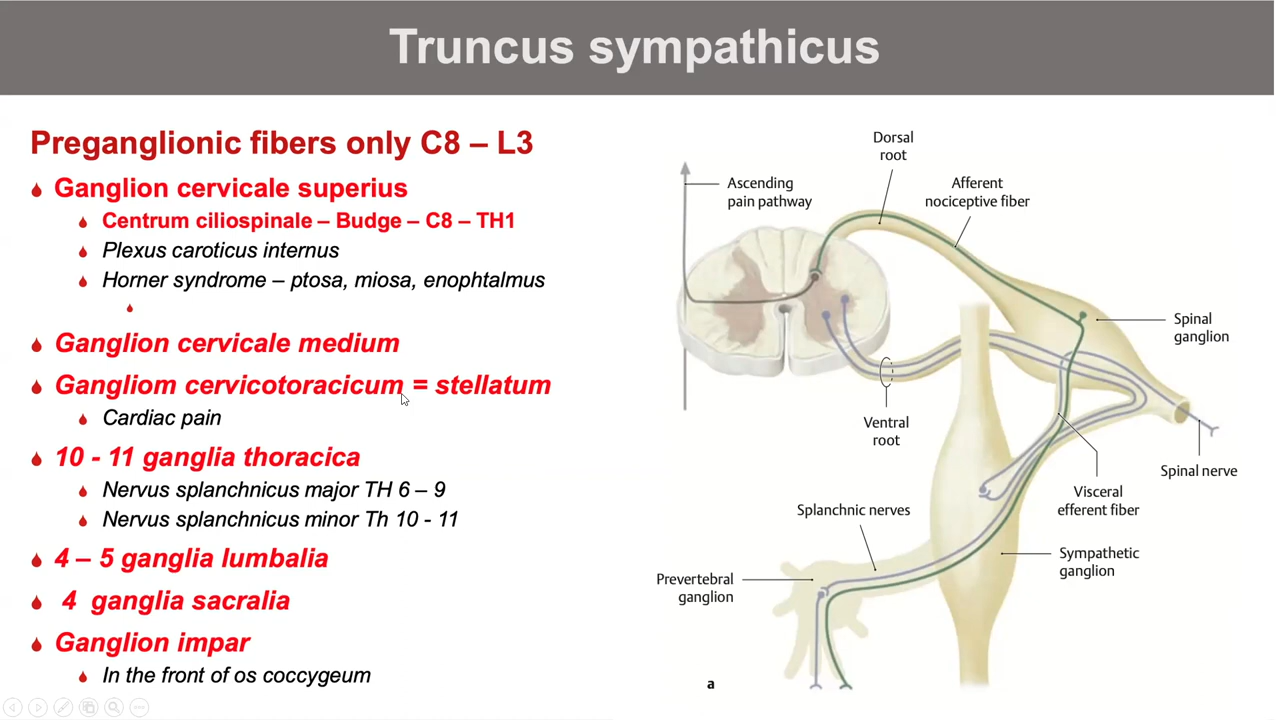 Truncus sympathicus
Preganglionic fibers only C8 – L3
Ganglion cervicale superius
Centrum ciliospinale – Budge – C8 – TH1
Plexus caroticus internus
Horner syndrome – ptosa, miosa, enophtalmus
Ganglion cervicale medium
Gangliom cervicotoracicum = stellatum
Cardiac pain
10 - 11 ganglia thoracica
Nervus splanchnicus major TH 6 – 9
Nervus splanchnicus minor Th 10 - 11
4 – 5 ganglia lumbalia
4 ganglia sacralia
Ganglion impar
In the front of os coccygeum
Dorsal
root
Ascending
pain pathway
Afferent
nociceptive fiber
Spinal
ganglion
Ventral
root
Spinal nerve
Visceral
efferent fiber
Splanchnic nerves
Sympathetic
ganglion
Prevertebral
ganglion
a